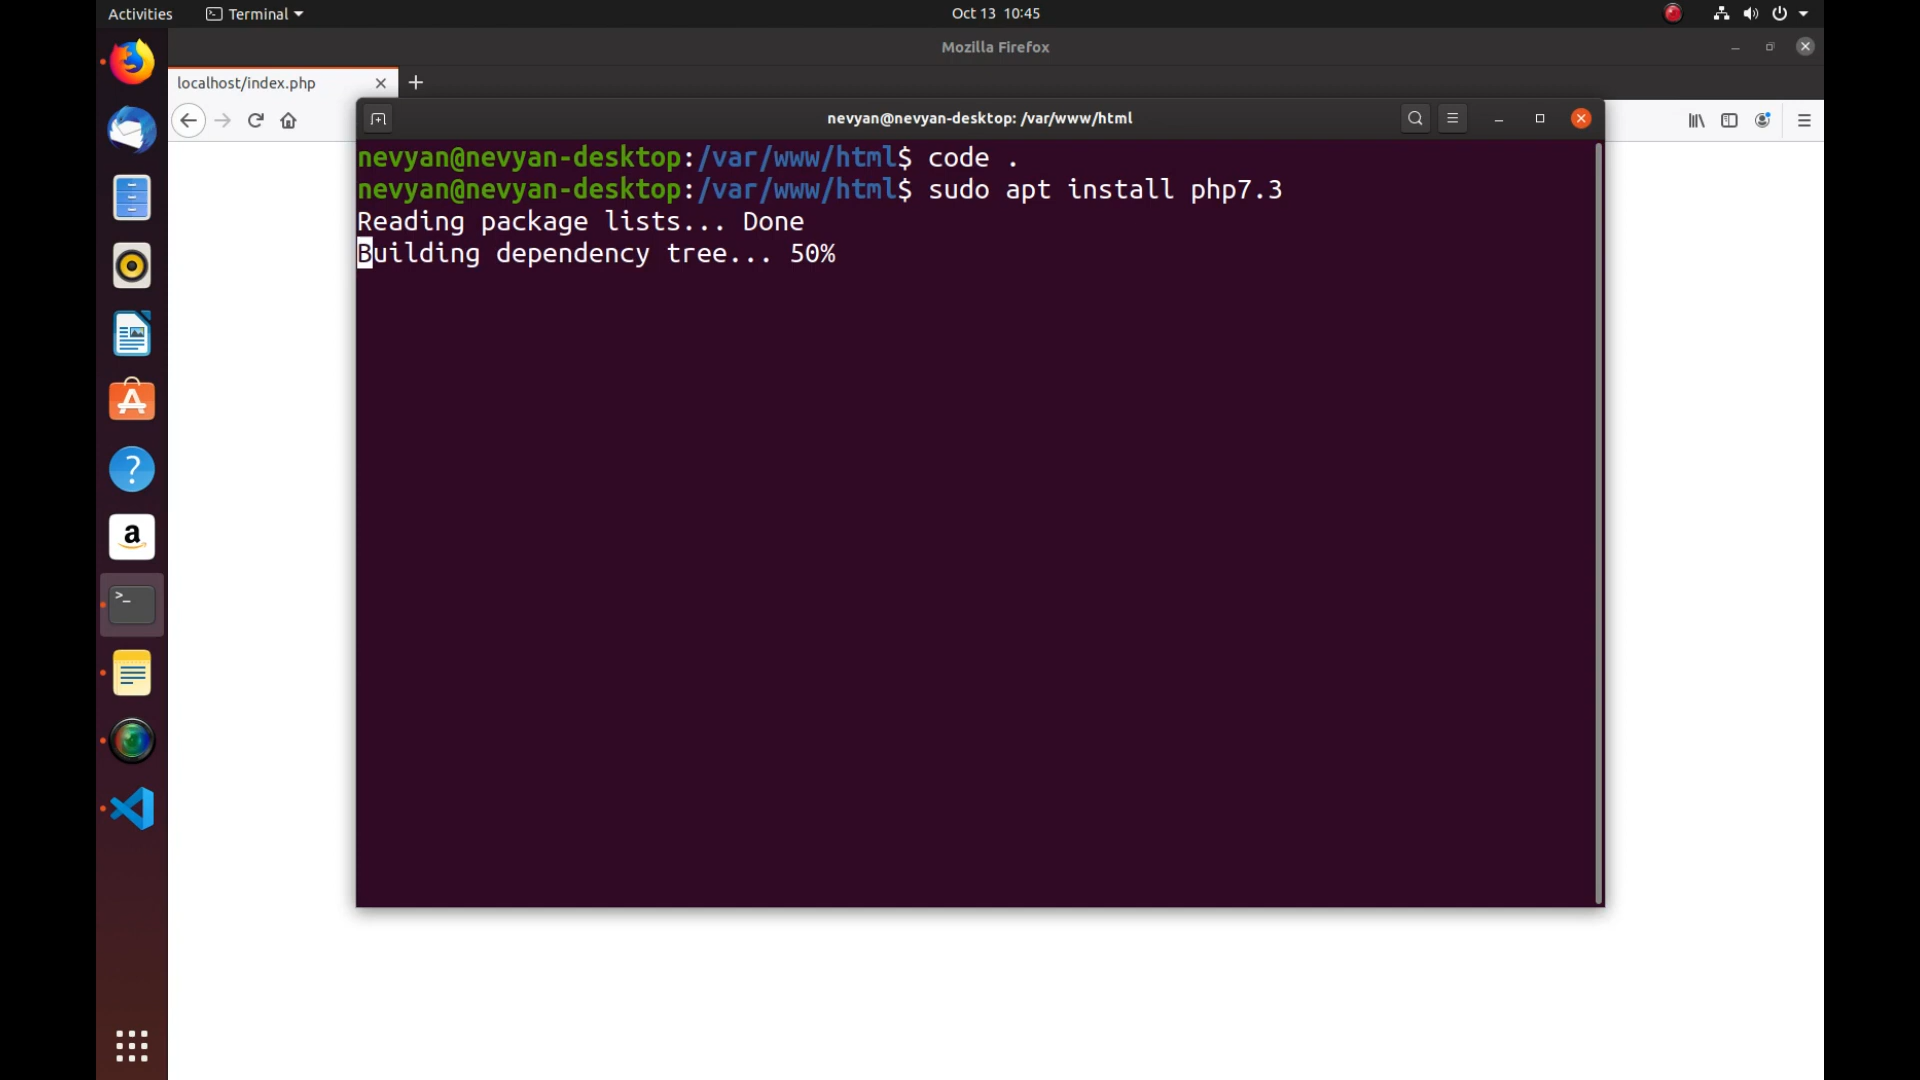 Activities Terminal Oct 13 10:45
Mozilla Firefox
localhost/index.php
nevyan@nevyan-desktop: /var/www/html
nevyan@nevyan-desktop:/var/www/html$ code .
nevyan@nevyan-desktop:/var/www/html$ sudo apt install php7.3
Reading package lists... Done
Building dependency tree... 50%